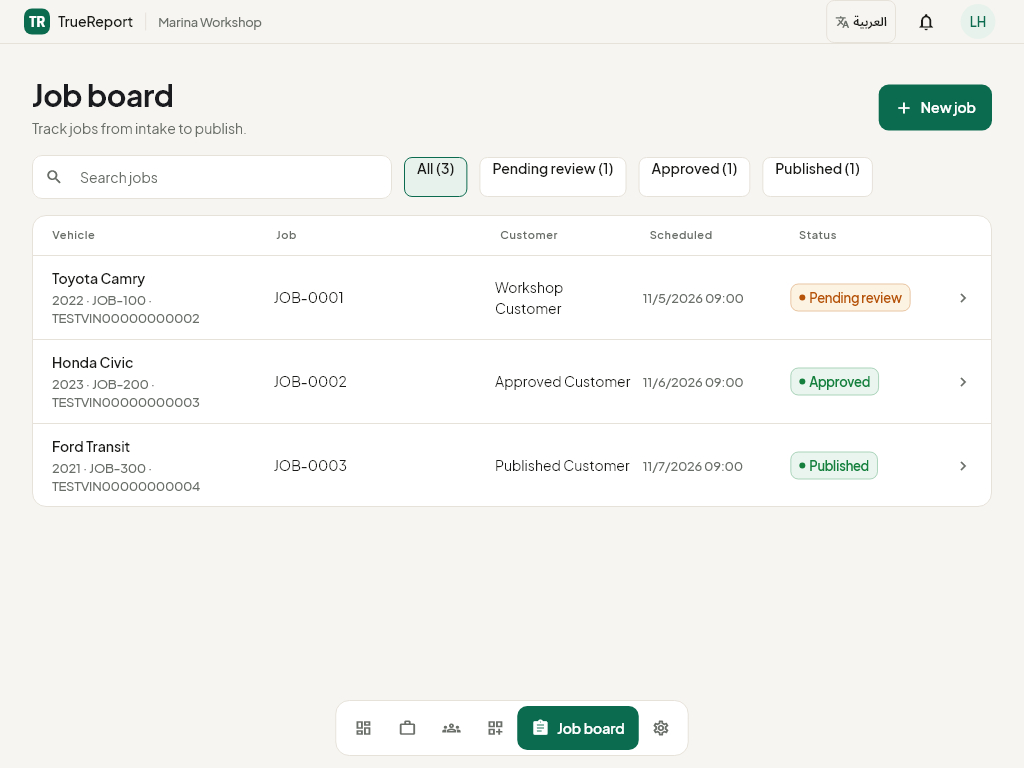 TR TrueReport Marina Workshop العربية LH
Job board
Track jobs from intake to publish.
+ New job
Search jobs All (3) Pending review (1) Approved (1) Published (1)
Vehicle Job Customer Scheduled Status
Toyota Camry
2022 · JOB-100 ·
TESTVIN00000000002
JOB-0001
Workshop
Customer
11/5/2026 09:00
Pending review
Honda Civic
2023 · JOB-200 ·
TESTVIN00000000003
JOB-0002
Approved Customer
11/6/2026 09:00
Approved
Ford Transit
2021 · JOB-300 ·
TESTVIN00000000004
JOB-0003
Published Customer
11/7/2026 09:00
Published
Job board